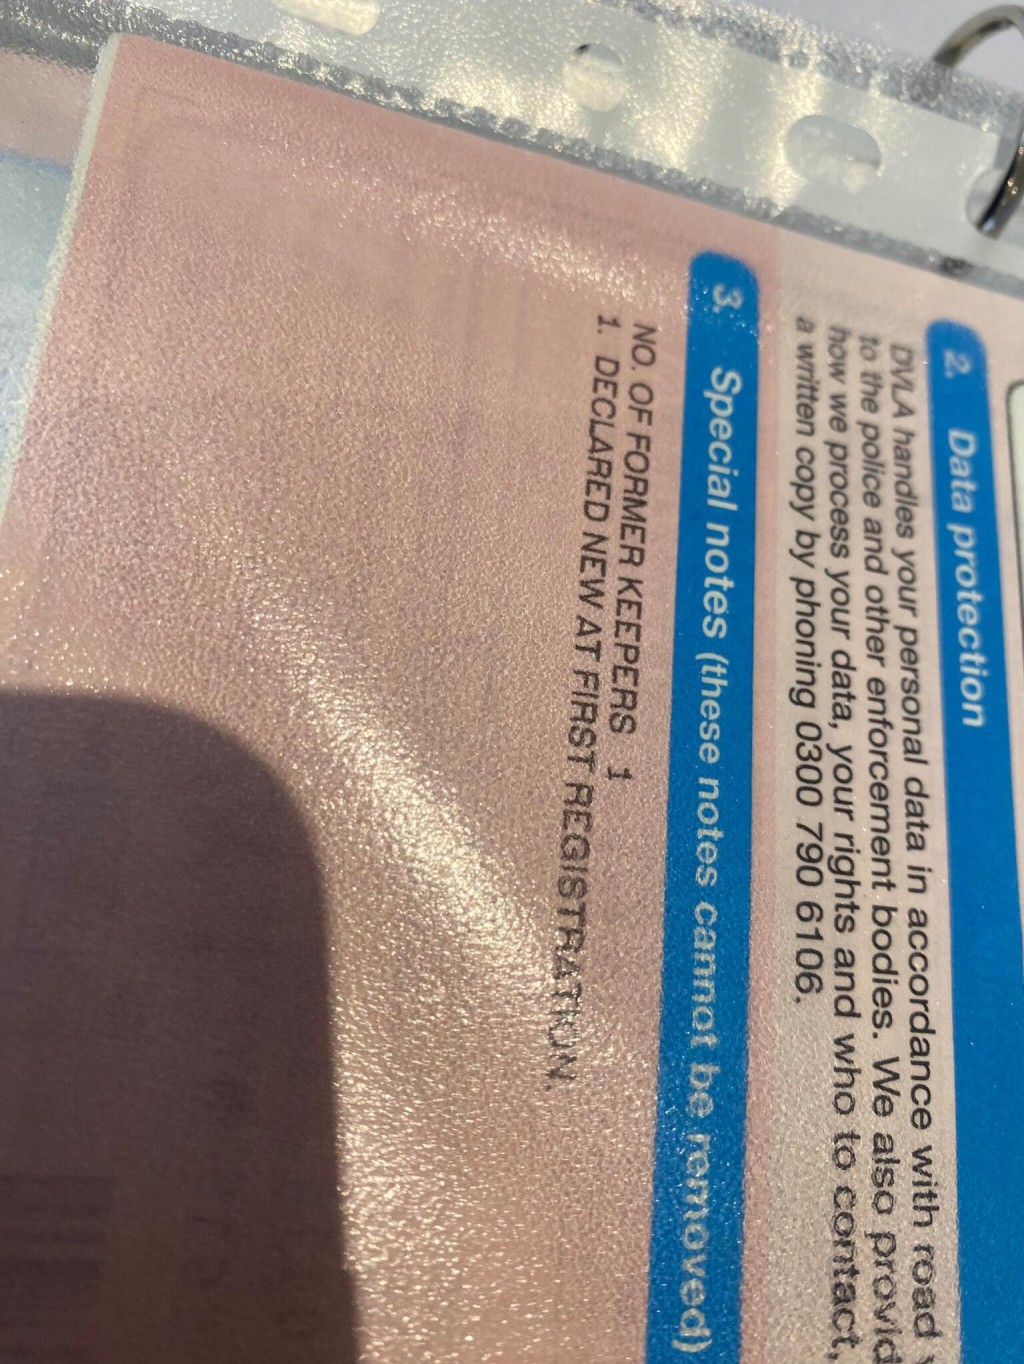 2. Data protection
DVLA handles your personal data in accordance with road
to the police and other enforcement bodies. We also provid
how we process your data, your rights and who to contact,
a written copy by phoning 0300 790 6106.
3. Special notes (these notes cannot be removed)
NO. OF FORMER KEEPERS 1
1. DECLARED NEW AT FIRST REGISTRATION.